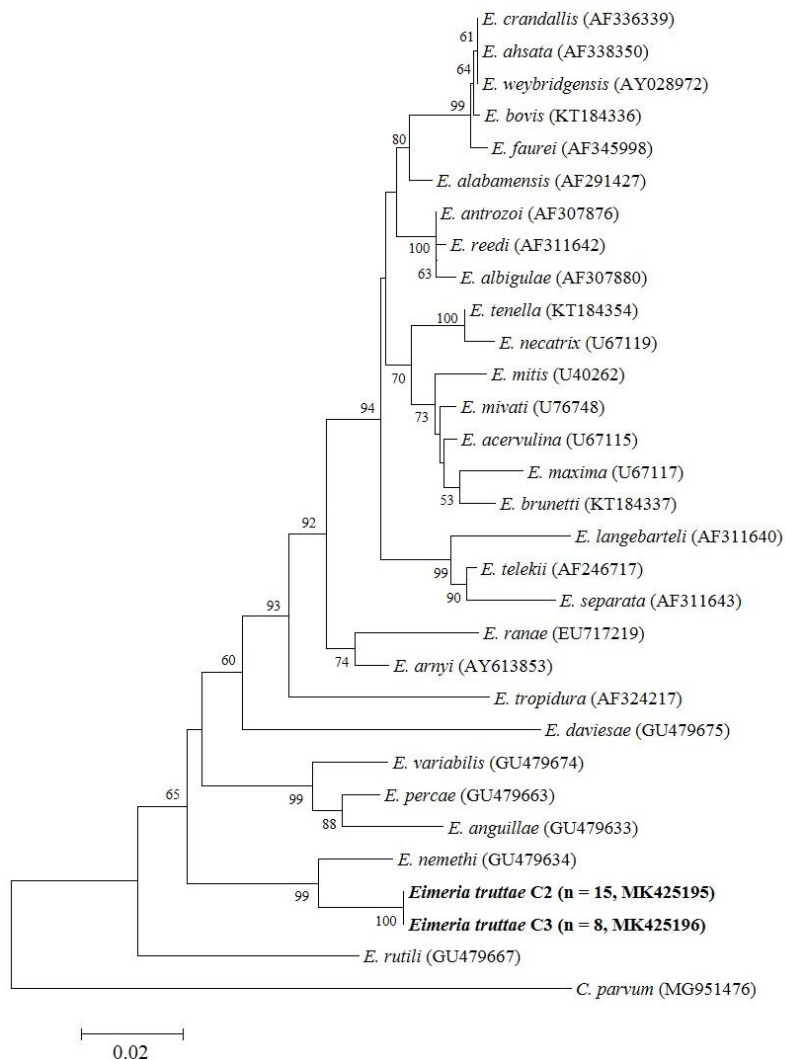 E. crandallis (AF336339)
61
E. ahsata (AF338350)
64
E. weybridgensis (AY028972)
99
E. bovis (KT184336)
80
E. faurei (AF345998)
E. alabamensis (AF291427)
E. antrozoi (AF307876)
100
E. reedi (AF311642)
63
E. albigulae (AF307880)
E. tenella (KT184354)
100
E. necatrix (U67119)
70
E. mitis (U40262)
94
73
E. mivati (U76748)
E. acervulina (U67115)
E. maxima (U67117)
53
E. brunetti (KT184337)
92
E. langebarteli (AF311640)
99
E. telekii (AF246717)
90
E. separata (AF311643)
93
E. ranae (EU717219)
74
E. arnyi (AY613853)
60
E. tropidura (AF324217)
E. daviesae (GU479675)
E. variabilis (GU479674)
65
99
E. percae (GU479663)
88
E. anguillae (GU479633)
E. nemethi (GU479634)
99
Eimeria truttae C2 (n = 15, MK425195)
100
Eimeria truttae C3 (n = 8, MK425196)
E. rutili (GU479667)
C. parvum (MG951476)
0.02